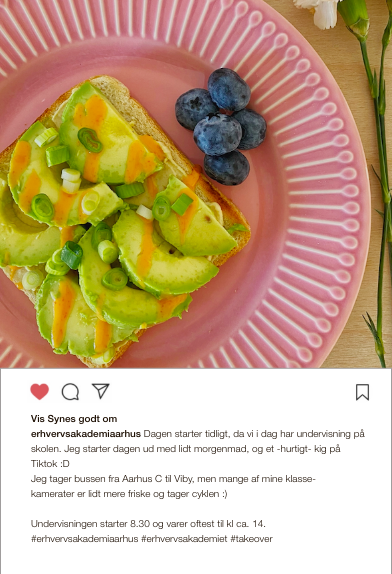 Vis Synes godt om
erhvervsakademiaarhus Dagen starter tidligt, da vi i dag har undervisning på
skolen. Jeg starter dagen ud med lidt morgenmad, og et -hurtigt- kig på
Tiktok :D
Jeg tager bussen fra Aarhus C til Viby, men mange af mine klasse-
kamerater er lidt mere friske og tager cyklen :)
Undervisningen starter 8.30 og varer oftest til kl ca. 14.
#erhvervsakademiaarhus #erhvervsakademiet #takeover